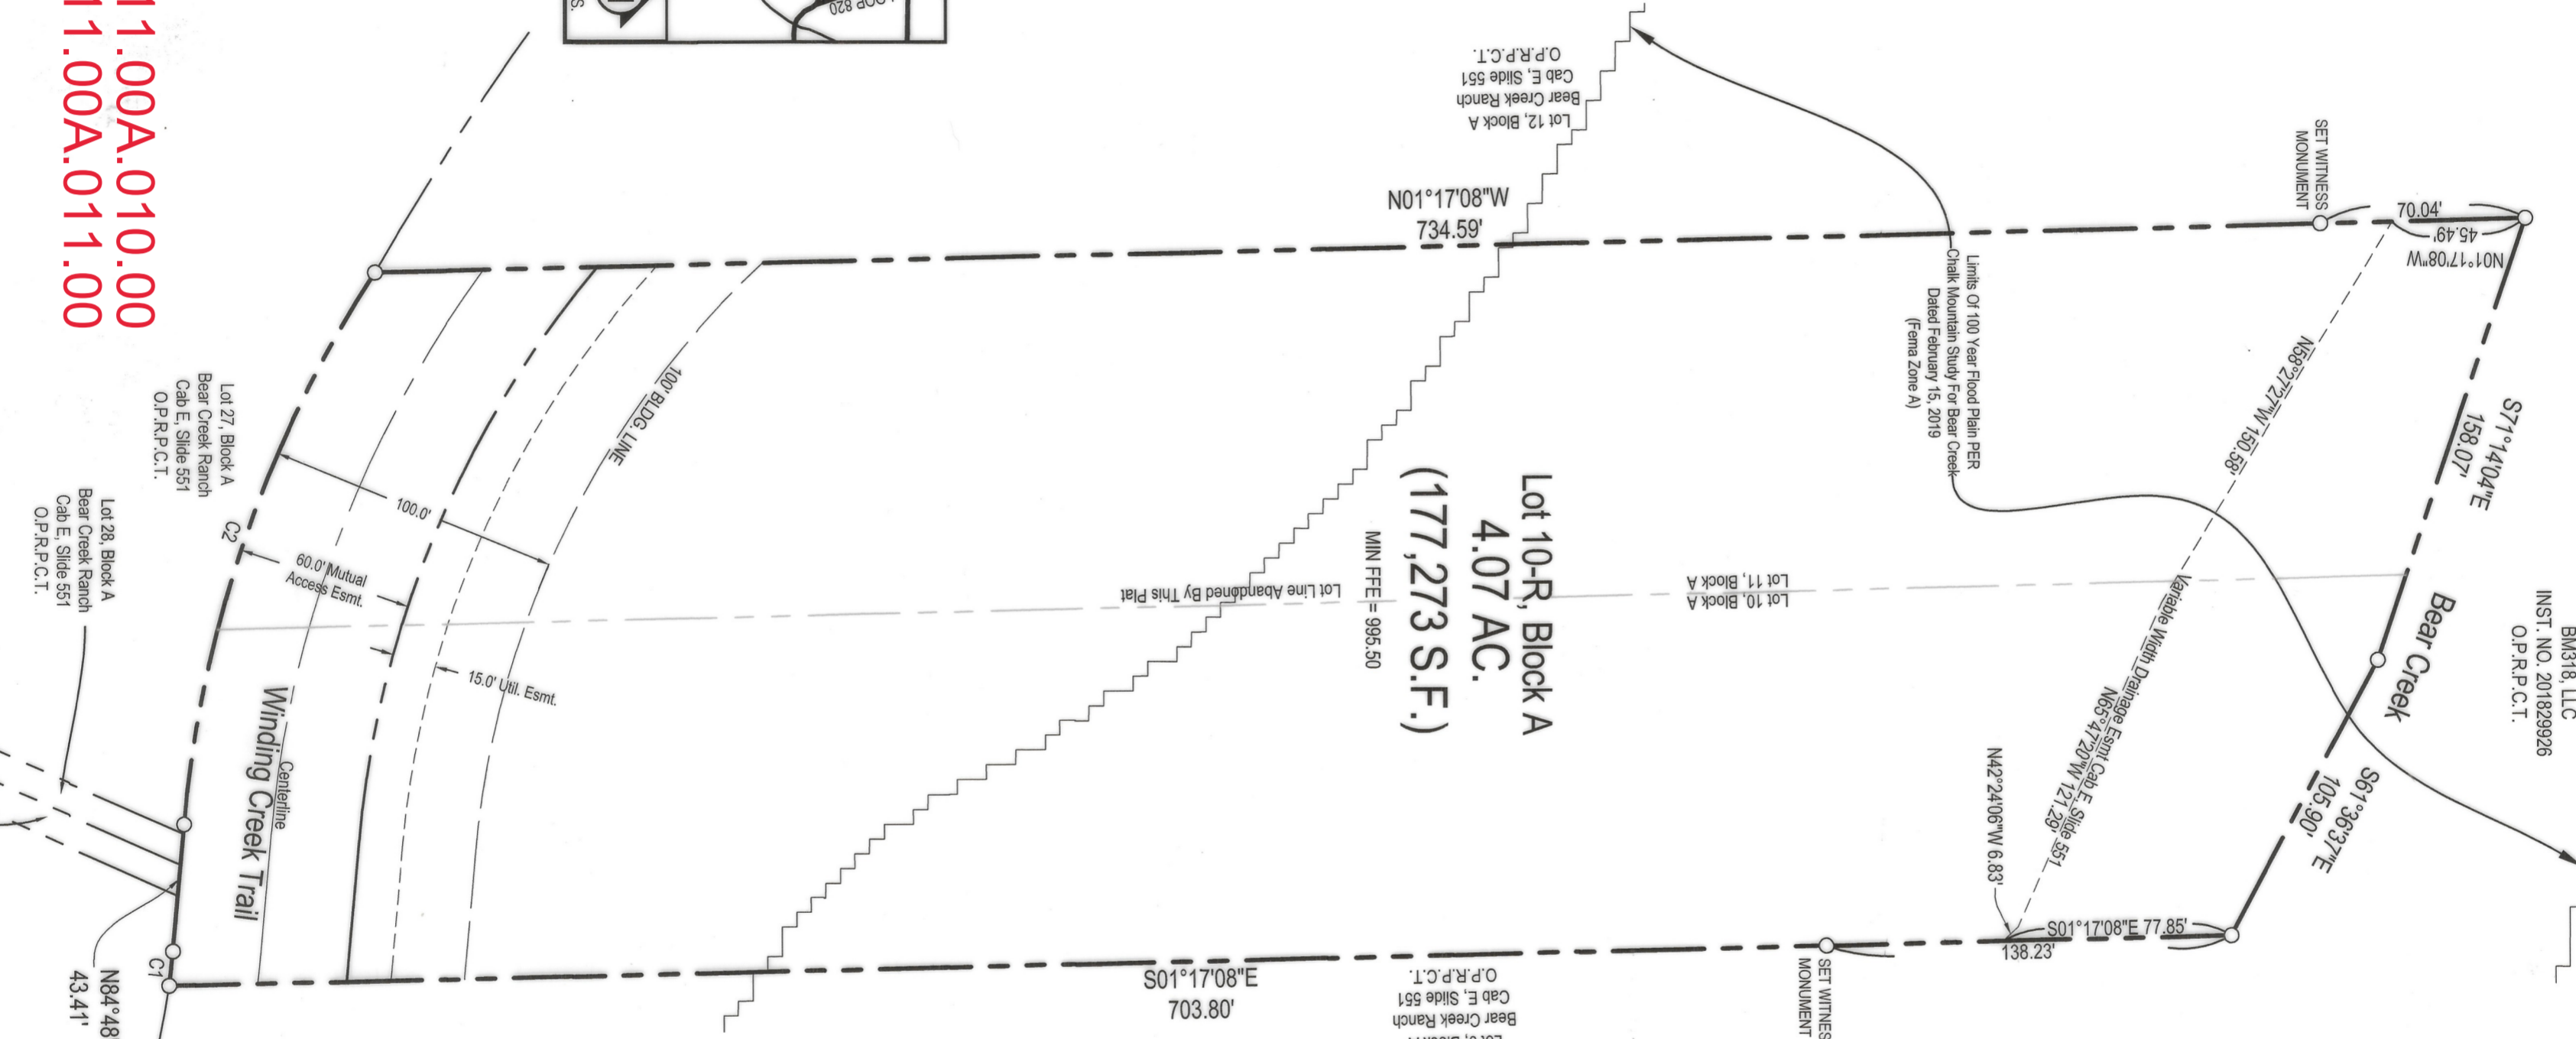 11.00A.010.00
11.00A.011.00
S.
LOOP 820
Lot 12, Block A
Bear Creek Ranch
Cab E, Slide 551
O.P.R.P.C.T.
N01°17'08"W
734.59'
SET WITNESS
MONUMENT
70.04'
45.49'
N01°17'08"W
Limits Of 100 Year Flood Plain PER
Chalk Mountain Study For Bear Creek
Dated February 15, 2019
(Fema Zone A)
N58°27'27"W 150.58'
S71°14'04"E
158.07'
100' BLDG. LINE
Lot 27, Block A
Bear Creek Ranch
Cab E, Slide 551
O.P.R.P.C.T.
Lot 28, Block A
Bear Creek Ranch
Cab E, Slide 551
O.P.R.P.C.T.
C2
100.0'
60.0' Mutual
Access Esmt.
15.0' Util. Esmt.
Lot Line Abandoned By This Plat
MIN FFE = 995.50
Lot 10-R, Block A
4.07 AC.
(177,273 S.F.)
Lot 11, Block A
Lot 10, Block A
Variable Width Drainage Esmt Cab E, Slide 551
N65°47'20"W 121.29'
N42°24'06"W 6.83'
Bear Creek
BM318, LLC
INST. NO. 201829926
O.P.R.P.C.T.
S61°36'37"E
105.90'
Centerline
Winding Creek Trail
C1
N84°48'
43.41'
S01°17'08"E
703.80'
S01°17'08"E 77.85'
138.23'
SET WITNES
MONUMENT
Bear Creek Ranch
Cab E, Slide 551
O.P.R.P.C.T.